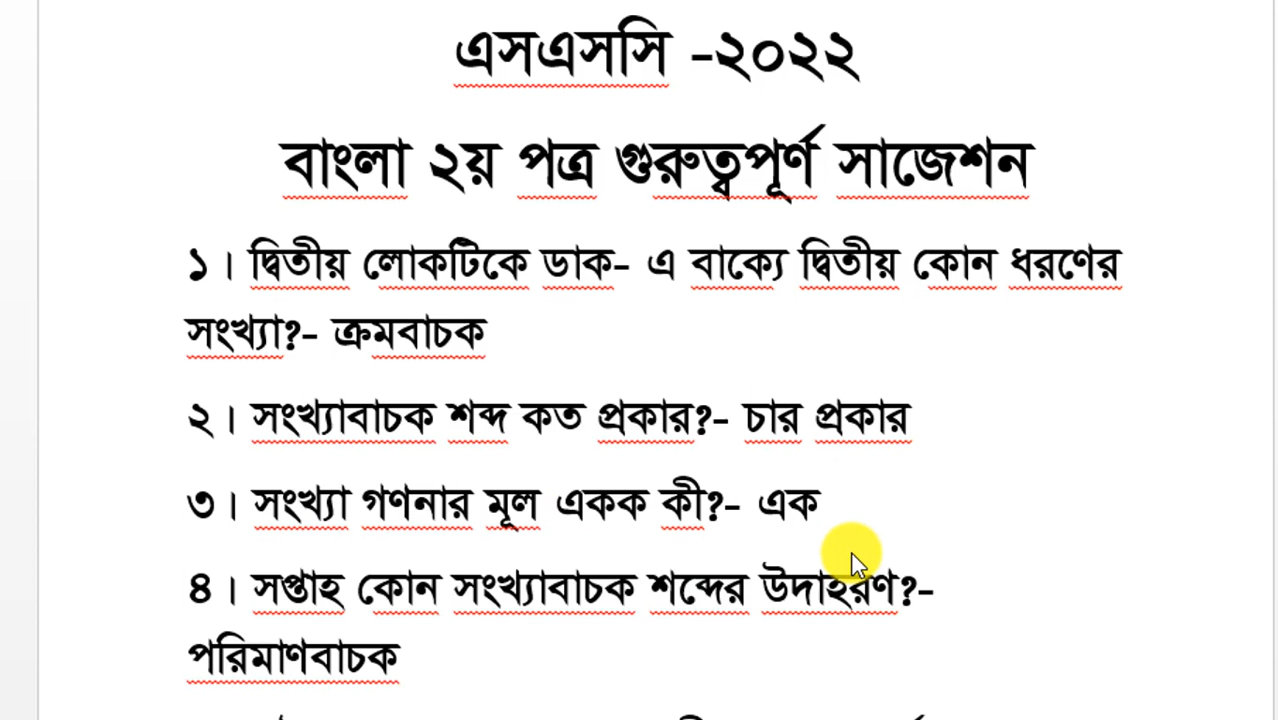 এসএসসি -২০২২
বাংলা ২য় পত্র গুরুত্বপূর্ণ সাজেশন
১। দ্বিতীয় লোকটিকে ডাক- এ বাক্যে দ্বিতীয় কোন ধরণের
সংখ্যা?- ক্রমবাচক
২। সংখ্যাবাচক শব্দ কত প্রকার?- চার প্রকার
৩। সংখ্যা গণনার মূল একক কী?- এক
৪। সপ্তাহ কোন সংখ্যাবাচক শব্দের উদাহরণ?-
পরিমাণবাচক